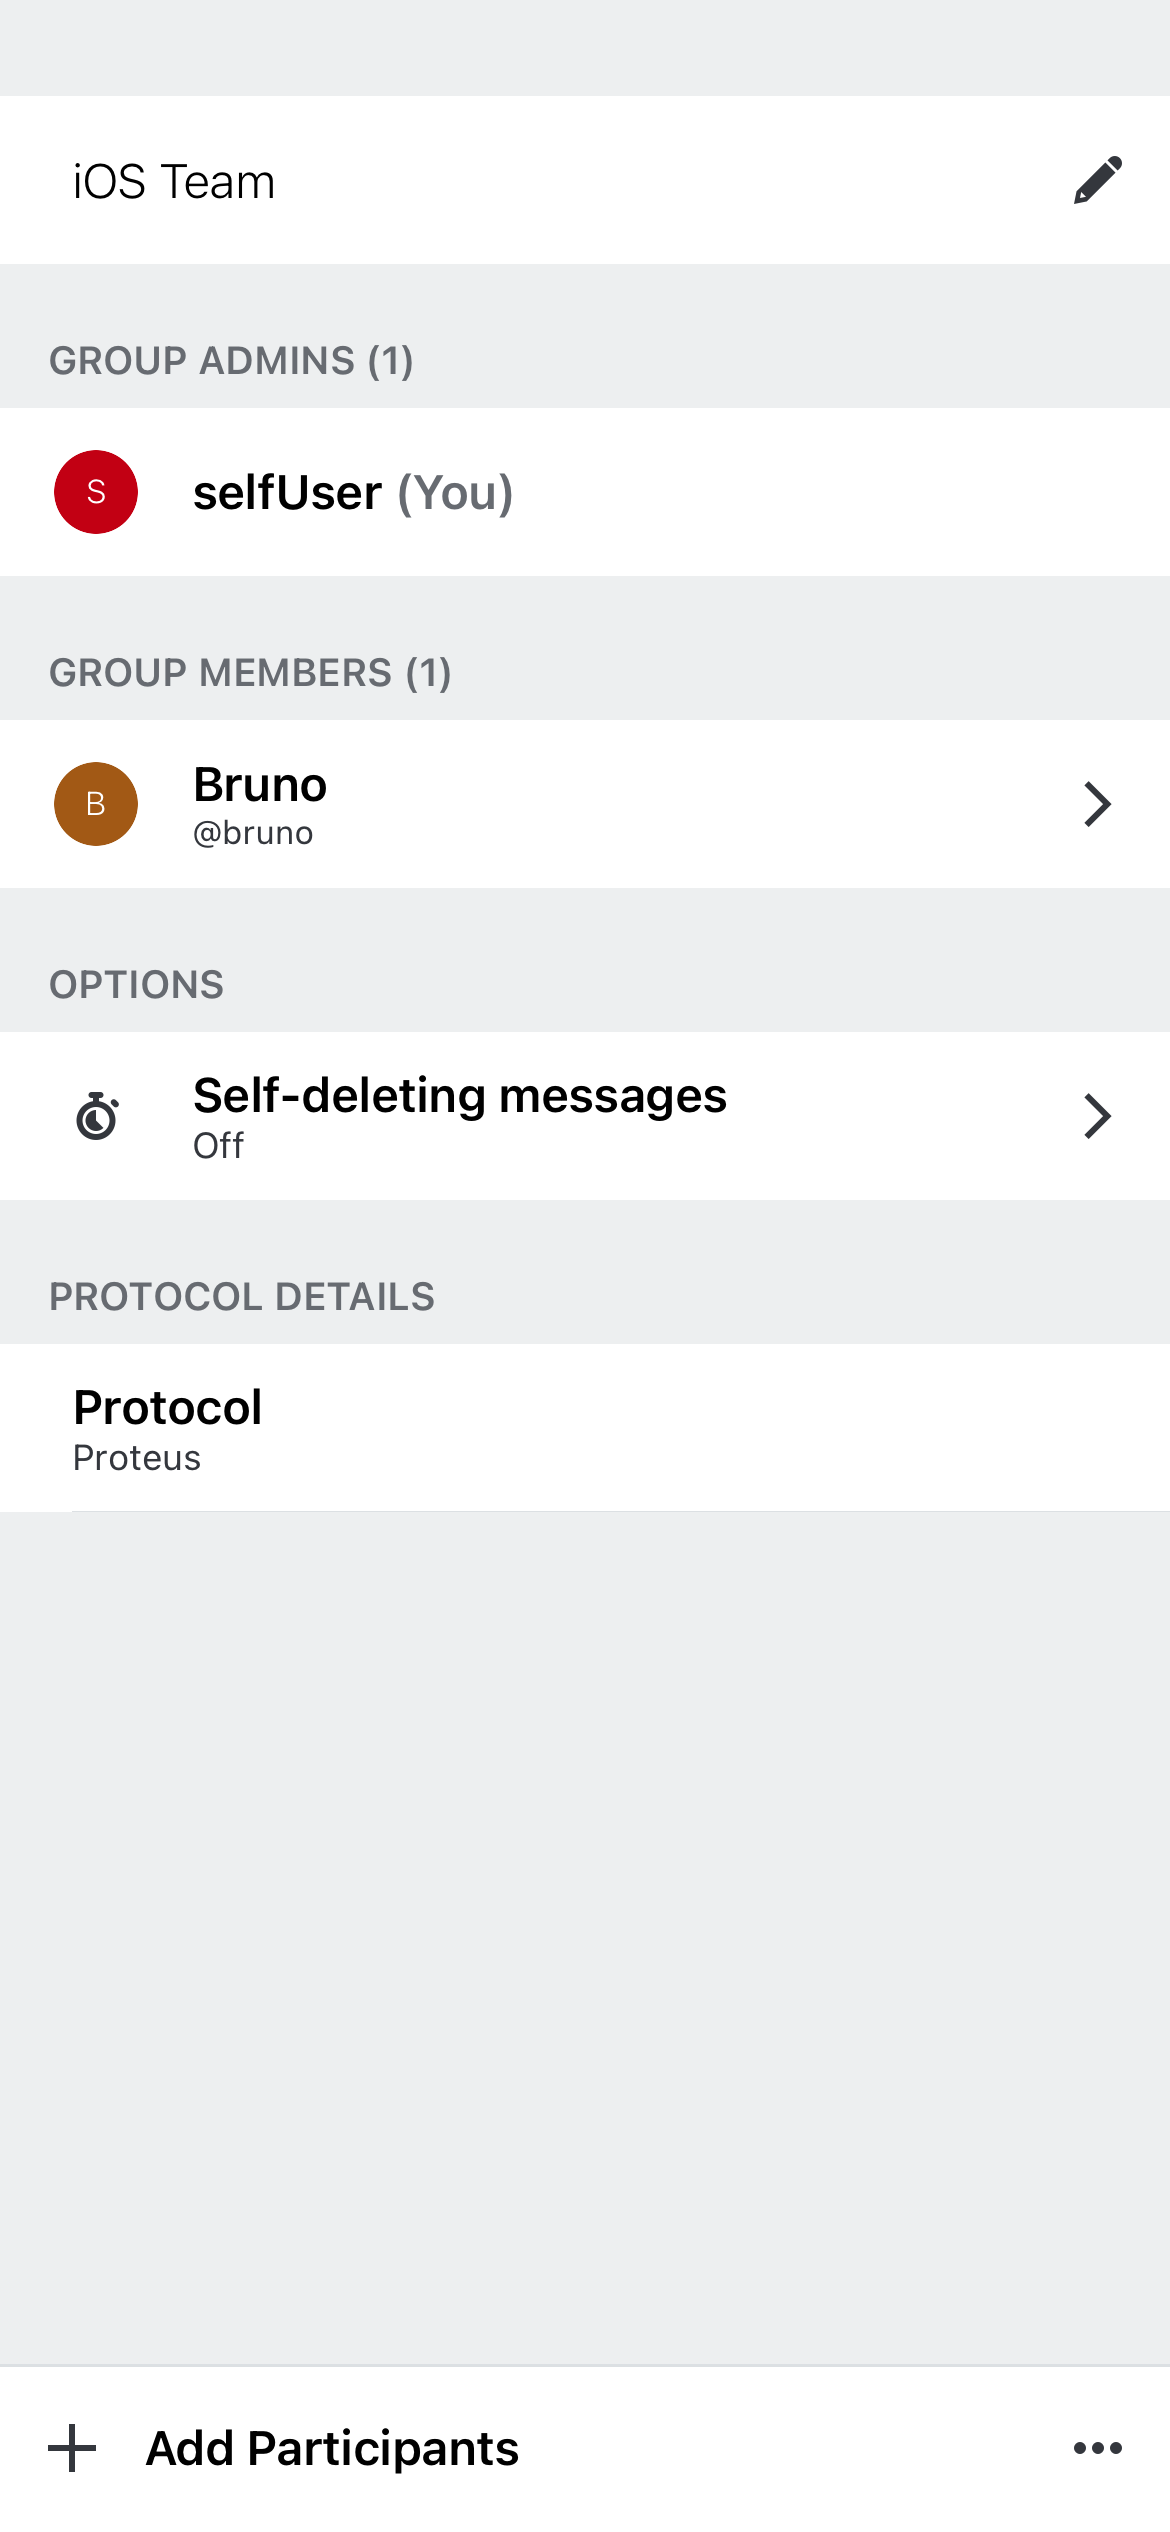 iOS Team
GROUP ADMINS (1)
S
selfUser (You)
GROUP MEMBERS (1)
B
Bruno
@bruno
OPTIONS
Self-deleting messages
Off
PROTOCOL DETAILS
Protocol
Proteus
Add Participants